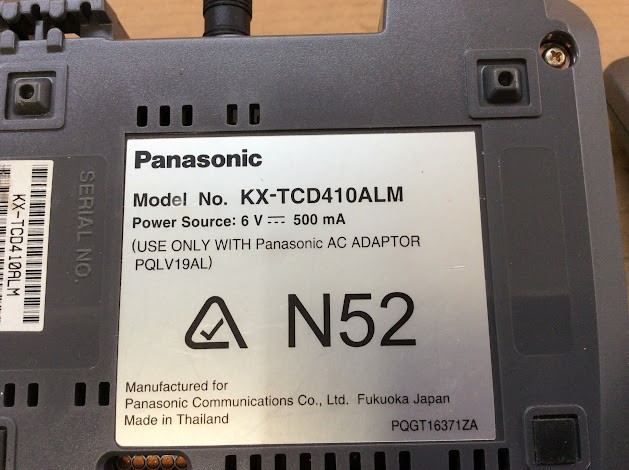 Panasonic
Model No. KX-TCD410ALM
Power Source: 6 V ⎓ 500 mA
(USE ONLY WITH Panasonic AC ADAPTOR
PQLV19AL)
N52
Manufactured for
Panasonic Communications Co., Ltd. Fukuoka Japan
Made in Thailand
PQGT16371ZA
SERIAL NO.
KX-TCD410ALM